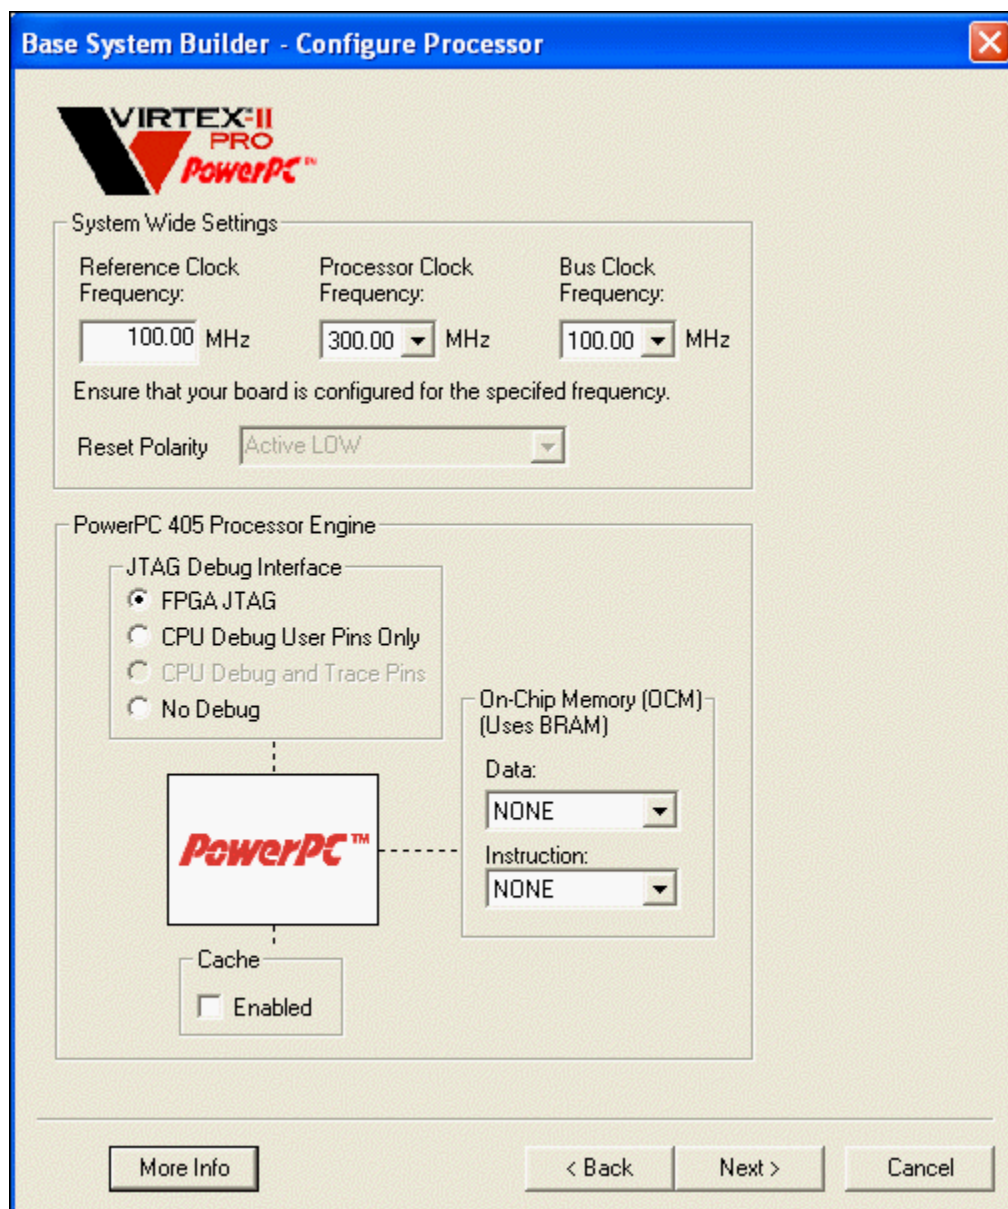 Base System Builder - Configure Processor
VIRTEX-II
PRO
PowerPC™
System Wide Settings
Reference Clock Frequency:
100.00 MHz
Processor Clock Frequency:
300.00 MHz
Bus Clock Frequency:
100.00 MHz
Ensure that your board is configured for the specifed frequency.
Reset Polarity Active LOW
PowerPC 405 Processor Engine
JTAG Debug Interface
FPGA JTAG
CPU Debug User Pins Only
CPU Debug and Trace Pins
No Debug
On-Chip Memory (OCM)
(Uses BRAM)
Data:
NONE
Instruction:
NONE
PowerPC™
Cache
Enabled
More Info
< Back
Next >
Cancel